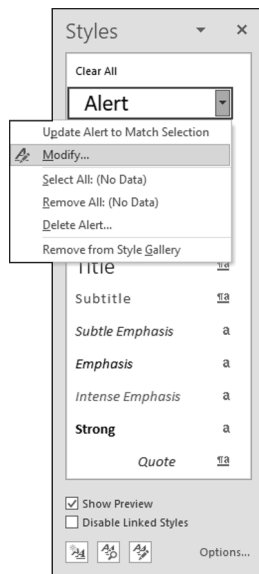 Styles
Clear All
Alert
Update Alert to Match Selection
Modify...
Select All: (No Data)
Remove All: (No Data)
Delete Alert...
Remove from Style Gallery
Title ¶a
Subtitle ¶a
Subtle Emphasis a
Emphasis a
Intense Emphasis a
Strong a
Quote ¶a
Show Preview
Disable Linked Styles
Options...